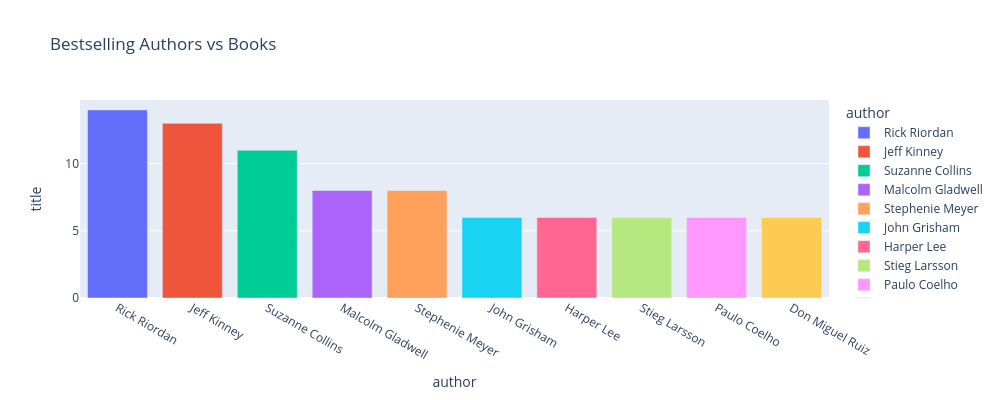 Bestselling Authors vs Books
title
10
5
0
Rick Riordan
Jeff Kinney
Suzanne Collins
Malcolm Gladwell
Stephenie Meyer
John Grisham
Harper Lee
Stieg Larsson
Paulo Coelho
Don Miguel Ruiz
author
author
Rick Riordan
Jeff Kinney
Suzanne Collins
Malcolm Gladwell
Stephenie Meyer
John Grisham
Harper Lee
Stieg Larsson
Paulo Coelho